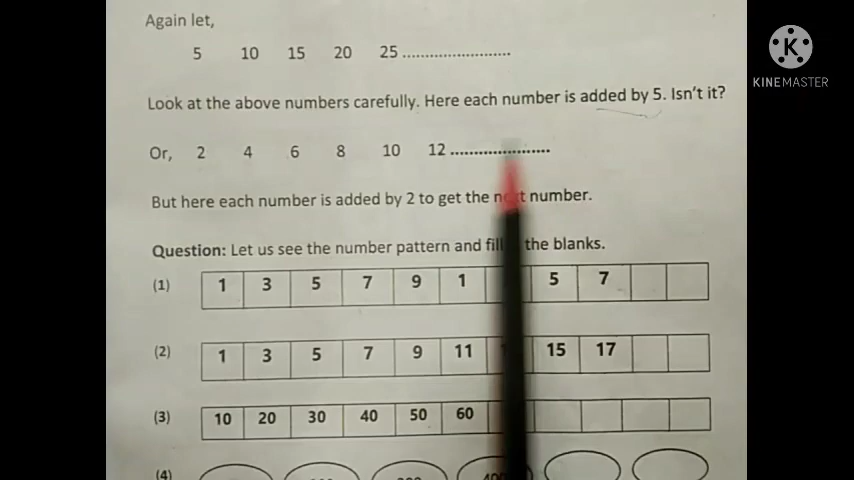 Again let,
5 10 15 20 25 ........................
Look at the above numbers carefully. Here each number is added by 5. Isn't it?
Or, 2 4 6 8 10 12 ......................
But here each number is added by 2 to get the number.
Question: Let us see the number pattern and the blanks.
(1) 1 3 5 7 9 1 5 7
(2) 1 3 5 7 9 11 15 17
(3) 10 20 30 40 50 60
(4)
K
KINEMASTER